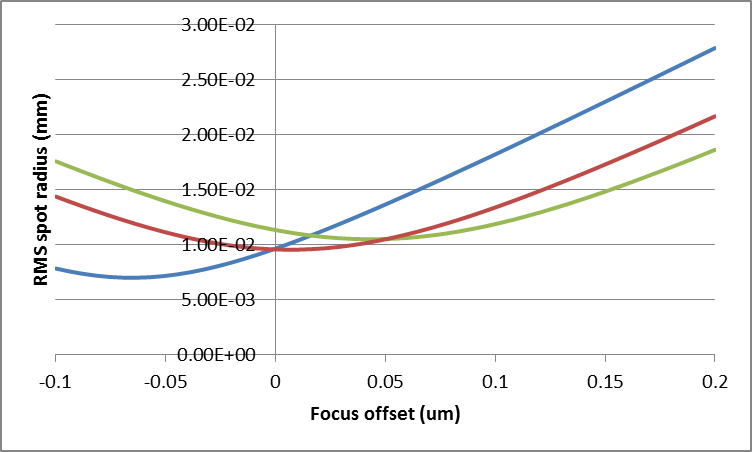 3.00E-02
2.50E-02
2.00E-02
1.50E-02
1.00E-02
5.00E-03
0.00E+00
RMS spot radius (mm)
-0.1 -0.05 0 0.05 0.1 0.15 0.2
Focus offset (um)